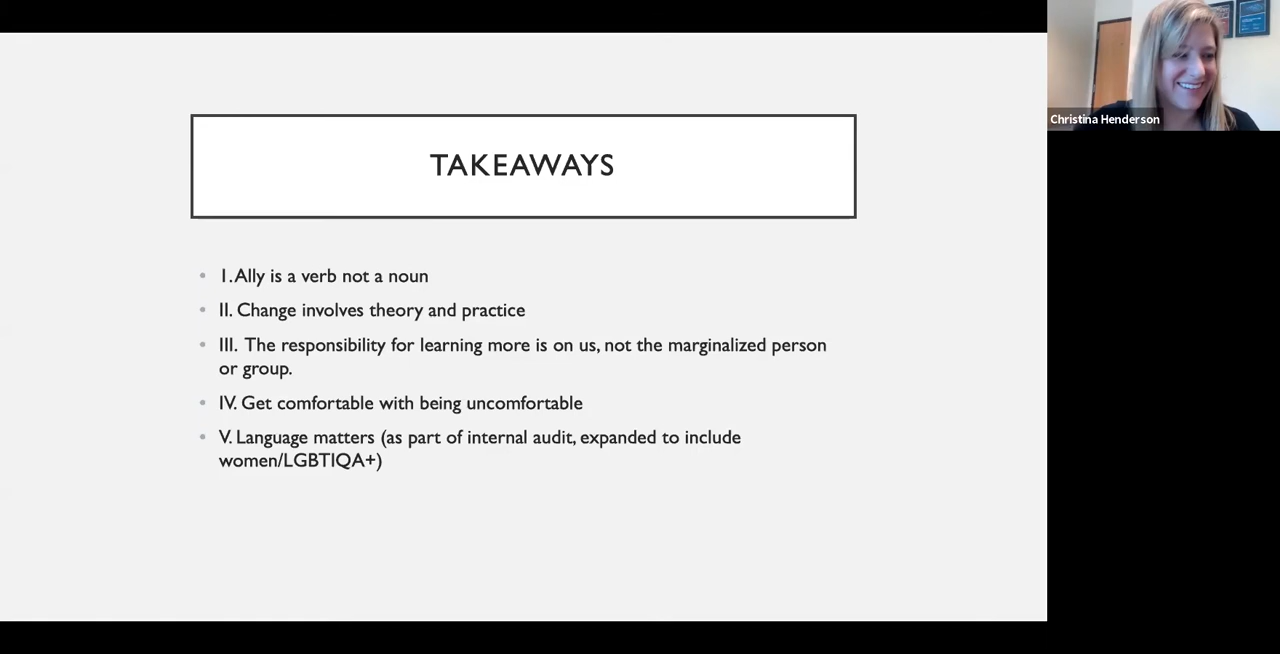 TAKEAWAYS
• I. Ally is a verb not a noun
• II. Change involves theory and practice
• III. The responsibility for learning more is on us, not the marginalized person
or group.
• IV. Get comfortable with being uncomfortable
• V. Language matters (as part of internal audit, expanded to include
women/LGBTIQA+)
Christina Henderson